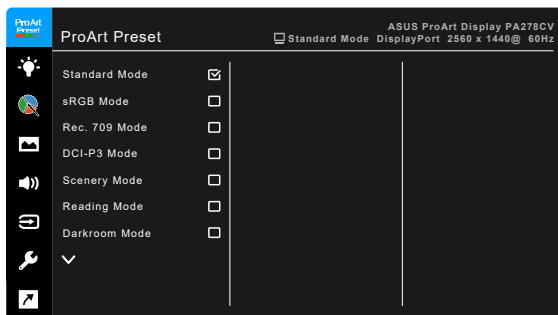 ProArt
Preset
ProArt Preset
ASUS ProArt Display PA278CV
Standard Mode DisplayPort 2560 x 1440@ 60Hz
Standard Mode
sRGB Mode
Rec. 709 Mode
DCI-P3 Mode
Scenery Mode
Reading Mode
Darkroom Mode